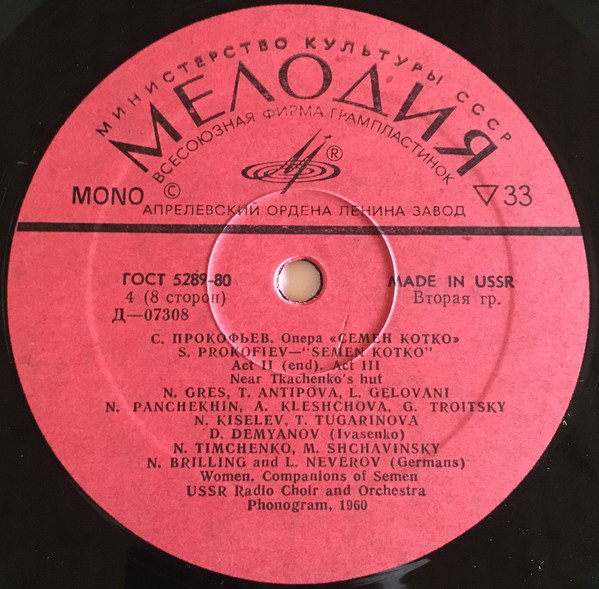 МИНИСТЕРСТВО КУЛЬТУРЫ СССР
МЕЛОДИЯ
ВСЕСОЮЗНАЯ ФИРМА ГРАМПЛАСТИНОК
®
MONO © ▽ 33
АПРЕЛЕВСКИЙ ОРДЕНА ЛЕНИНА ЗАВОД
ГОСТ 5289-80 MADE IN USSR
4 (8 сторон) Вторая гр.
Д—07308
С. ПРОКОФЬЕВ. Опера «СЕМЕН КОТКО»
S. PROKOFIEV—"SEMEN KOTKO"
Act II (end). Act III
Near Tkachenko's hut
N. GRES, T. ANTIPOVA, L. GELOVANI
N. PANCHEKHIN, A. KLESHCHOVA, G. TROITSKY
N. KISELEV, T. TUGARINOVA
D. DEMYANOV (Ivasenko)
N. TIMCHENKO, M. SHCHAVINSKY
N. BRILLING and L. NEVEROV (Germans)
Women, Companions of Semen
USSR Radio Choir and Orchestra
Phonogram, 1960